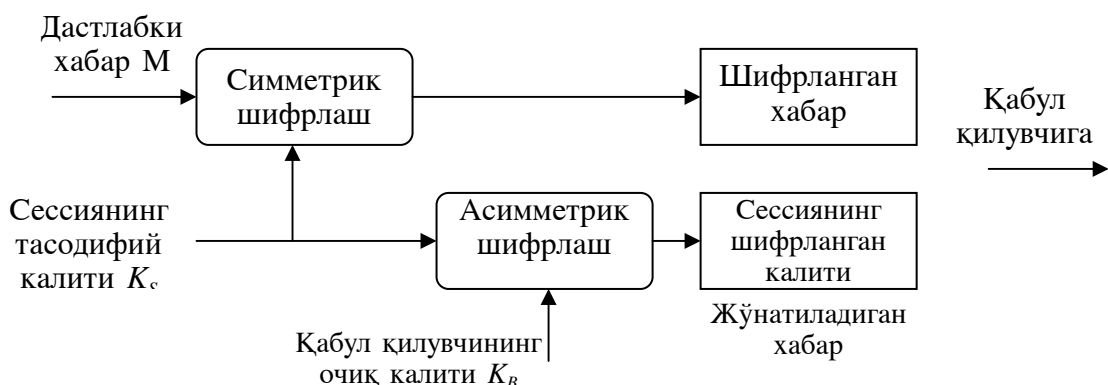 Дастлабки
хабар М
Симметрик
шифрлаш
Шифрланган
хабар
Қабул
қилувчига
Сессиянинг
тасодифий
калити K_S
Асимметрик
шифрлаш
Сессиянинг
шифрланган
калити
Жўнатиладиган
хабар
Қабул қилувчининг
очиқ калити K_B